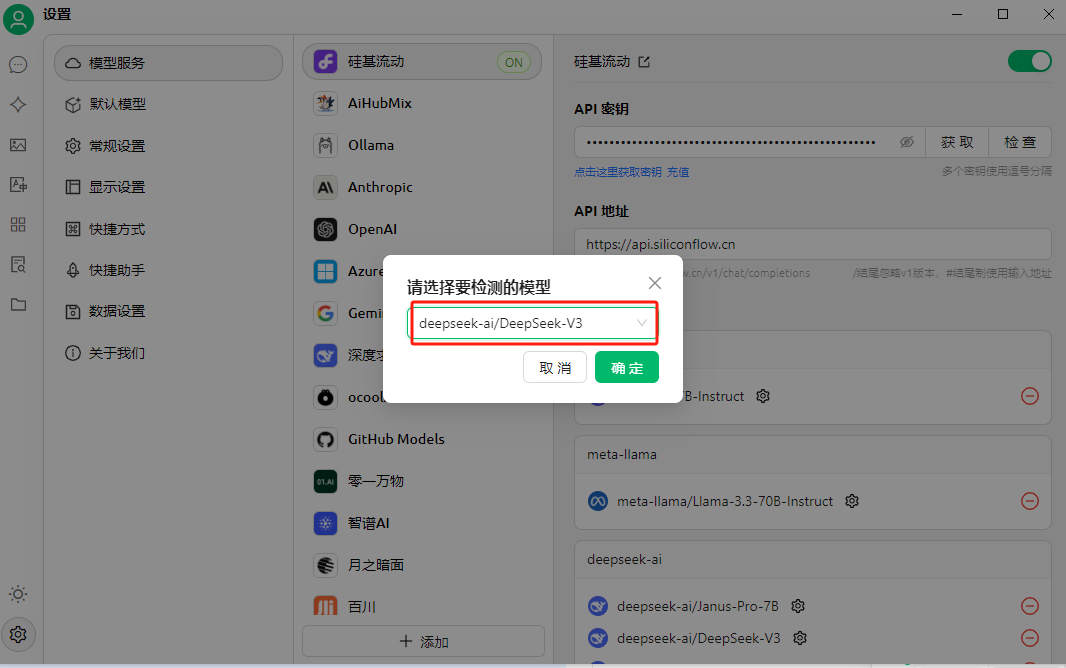 设置
模型服务
默认模型
常规设置
显示设置
快捷方式
快捷助手
数据设置
关于我们
硅基流动
ON
AiHubMix
Ollama
Anthropic
OpenAI
Azure
Gemi
深度
ocool
GitHub Models
01.AI
零一万物
智谱AI
月之暗面
百川
添加
硅基流动
API 密钥
获 取
检 查
点击这里获取密钥 充值
多个密钥使用逗号分隔
API 地址
https://api.siliconflow.cn
.cn/v1/chat/completions
/结尾忽略v1版本，#结尾制使用输入地址
请选择要检测的模型
deepseek-ai/DeepSeek-V3
取 消
确 定
B-Instruct
meta-llama
meta-llama/Llama-3.3-70B-Instruct
deepseek-ai
deepseek-ai/Janus-Pro-7B
deepseek-ai/DeepSeek-V3